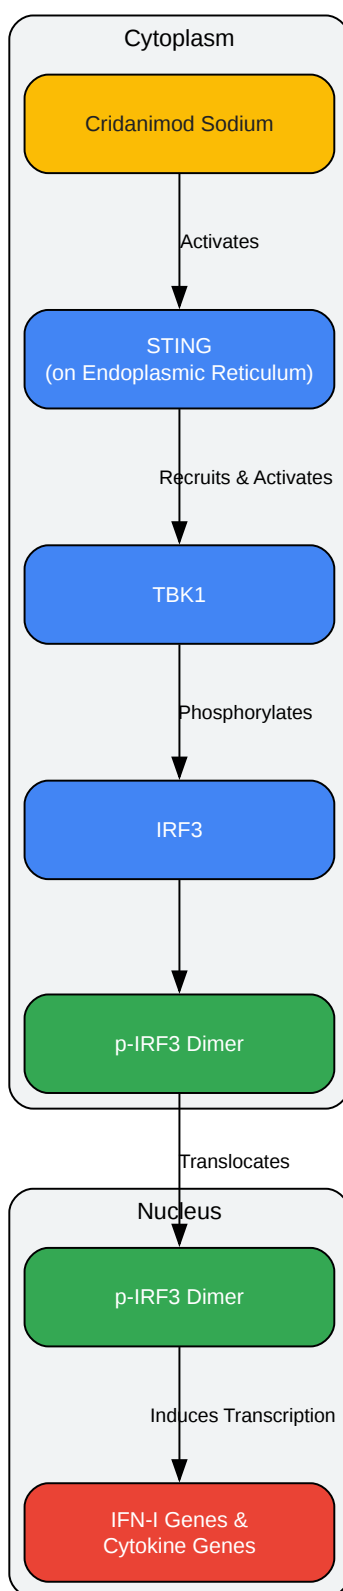 Cytoplasm
Cridanimod Sodium
Activates
STING
(on Endoplasmic Reticulum)
Recruits & Activates
TBK1
Phosphorylates
IRF3
p-IRF3 Dimer
Translocates
Nucleus
p-IRF3 Dimer
Induces Transcription
IFN-I Genes &
Cytokine Genes